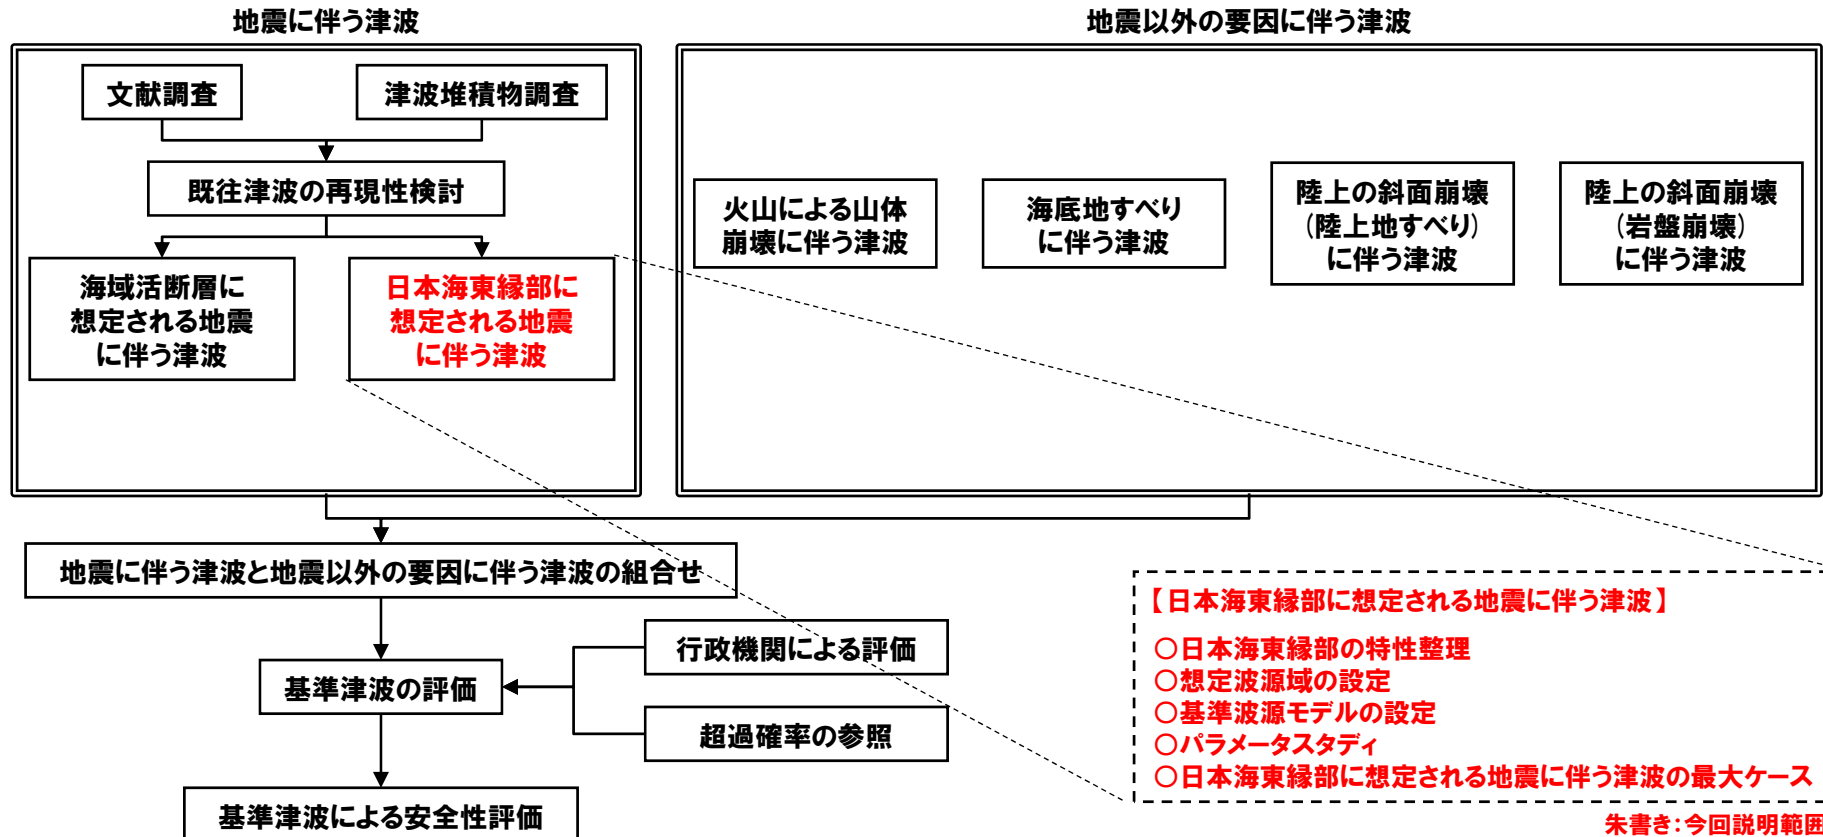 地震に伴う津波
地震以外の要因に伴う津波
文献調査
津波堆積物調査
既往津波の再現性検討
海域活断層に
想定される地震
に伴う津波
日本海東縁部に
想定される地震
に伴う津波
火山による山体
崩壊に伴う津波
海底地すべり
に伴う津波
陸上の斜面崩壊
(陸上地すべり)
に伴う津波
陸上の斜面崩壊
(岩盤崩壊)
に伴う津波
地震に伴う津波と地震以外の要因に伴う津波の組合せ
基準津波の評価
行政機関による評価
超過確率の参照
基準津波による安全性評価
【日本海東縁部に想定される地震に伴う津波】
○日本海東縁部の特性整理
○想定波源域の設定
○基準波源モデルの設定
○パラメータスタディ
○日本海東縁部に想定される地震に伴う津波の最大ケース
朱書き:今回説明範囲